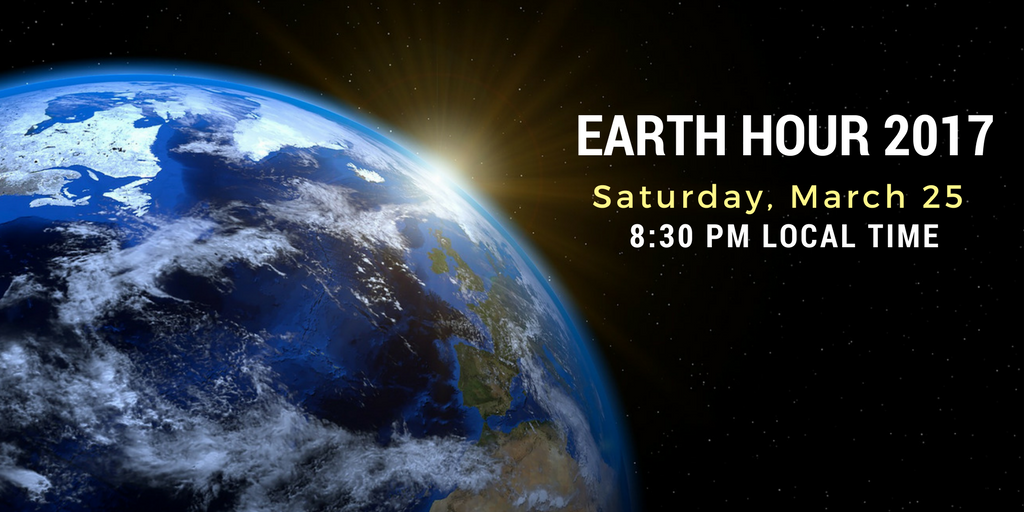 EARTH HOUR 2017
Saturday, March 25
8:30 PM LOCAL TIME